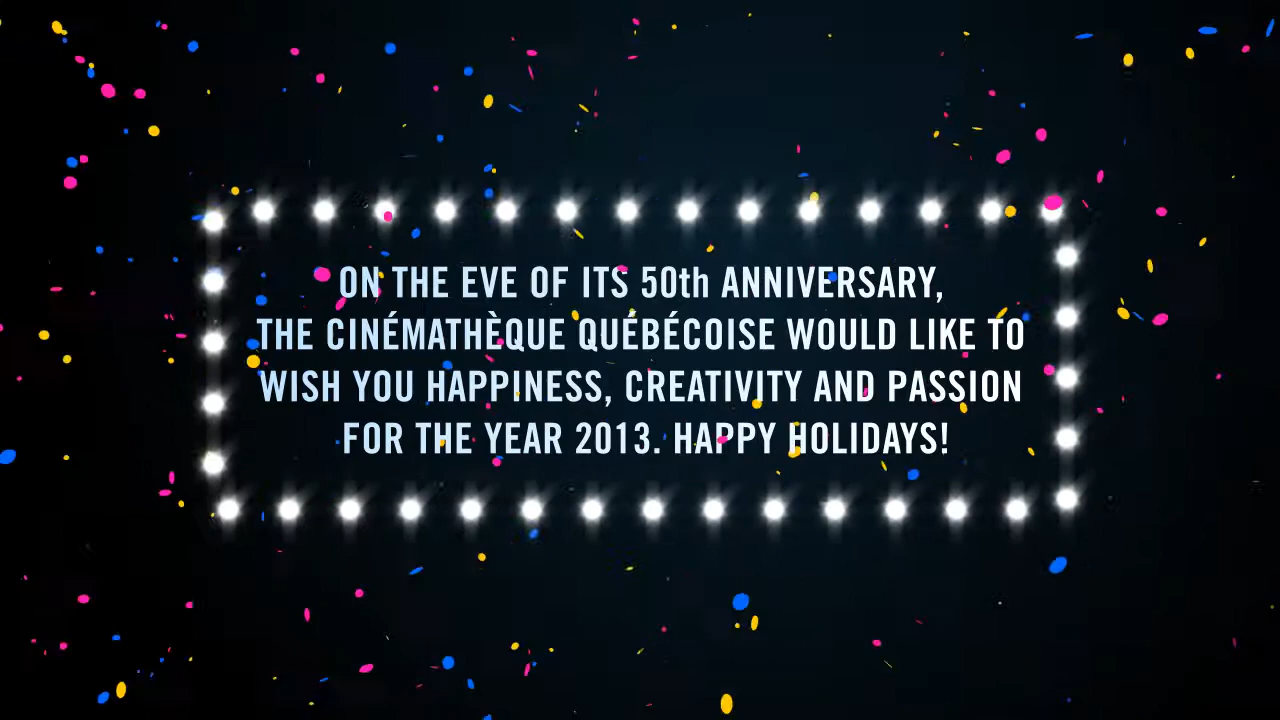 ON THE EVE OF ITS 50th ANNIVERSARY,
THE CINÉMATHÈQUE QUÉBÉCOISE WOULD LIKE TO
WISH YOU HAPPINESS, CREATIVITY AND PASSION
FOR THE YEAR 2013. HAPPY HOLIDAYS!